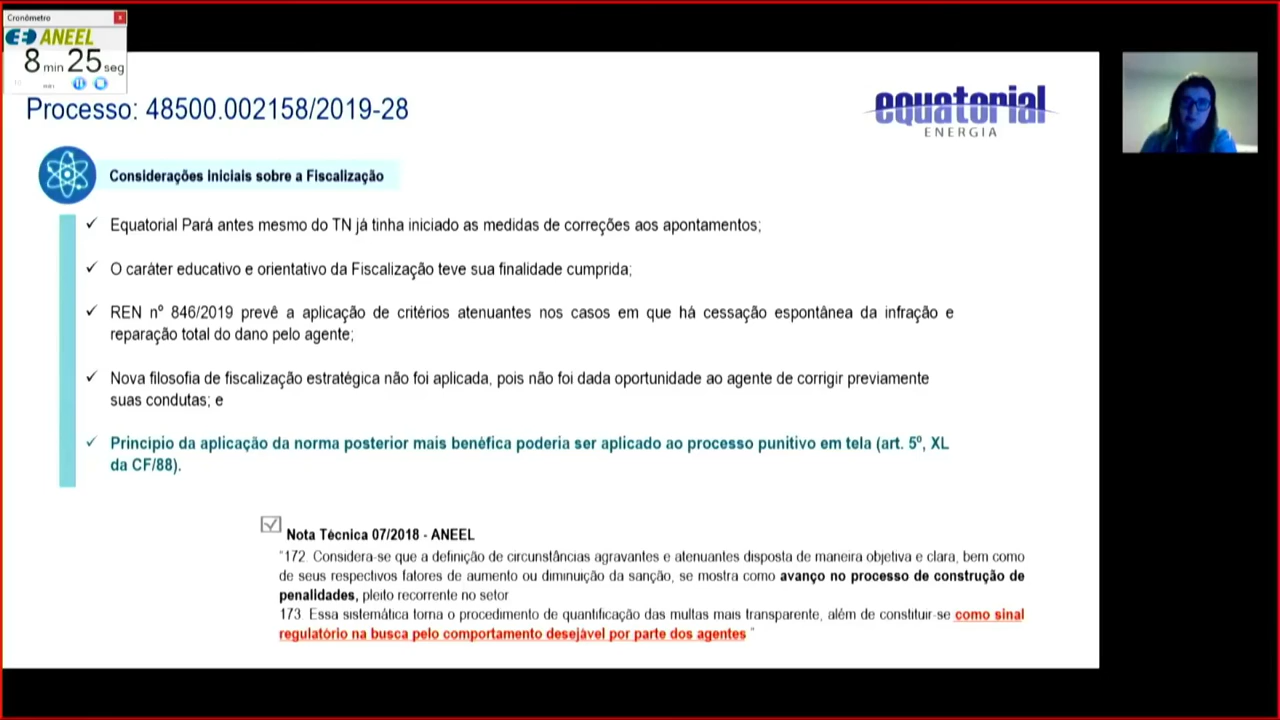 Cronômetro
ANEEL
8 min 25 seg
Processo: 48500.002158/2019-28
equatorial
ENERGIA
Considerações Iniciais sobre a Fiscalização
✓ Equatorial Pará antes mesmo do TN já tinha iniciado as medidas de correções aos apontamentos;
✓ O caráter educativo e orientativo da Fiscalização teve sua finalidade cumprida;
✓ REN nº 846/2019 prevê a aplicação de critérios atenuantes nos casos em que há cessação espontânea da infração e
reparação total do dano pelo agente;
✓ Nova filosofia de fiscalização estratégica não foi aplicada, pois não foi dada oportunidade ao agente de corrigir previamente
suas condutas; e
✓ Principio da aplicação da norma posterior mais benéfica poderia ser aplicado ao processo punitivo em tela (art. 5º, XL
da CF/88).
Nota Técnica 07/2018 - ANEEL
"172. Considera-se que a definição de circunstâncias agravantes e atenuantes disposta de maneira objetiva e clara, bem como
de seus respectivos fatores de aumento ou diminuição da sanção, se mostra como avanço no processo de construção de
penalidades, pleito recorrente no setor
173. Essa sistemática torna o procedimento de quantificação das multas mais transparente, além de constituir-se como sinal
regulatório na busca pelo comportamento desejável por parte dos agentes "